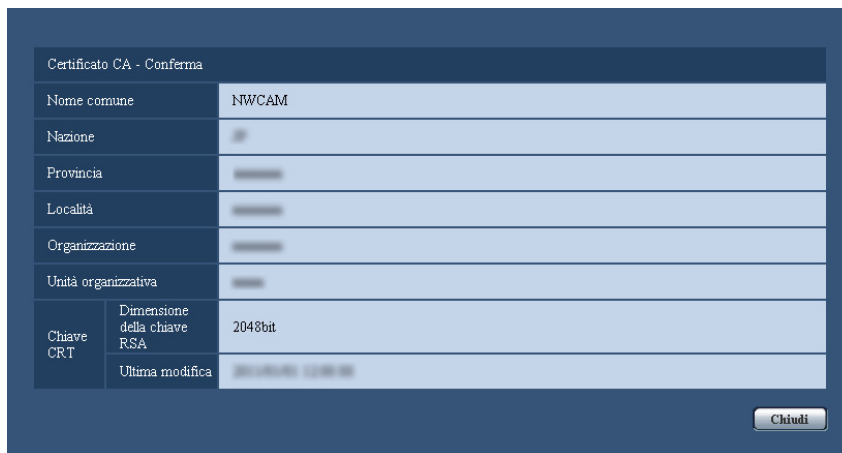 Certificato CA - Conferma
Nome comune NWCAM
Nazione
Provincia
Località
Organizzazione
Unità organizzativa
Chiave CRT
Dimensione della chiave RSA
2048bit
Ultima modifica
Chiudi